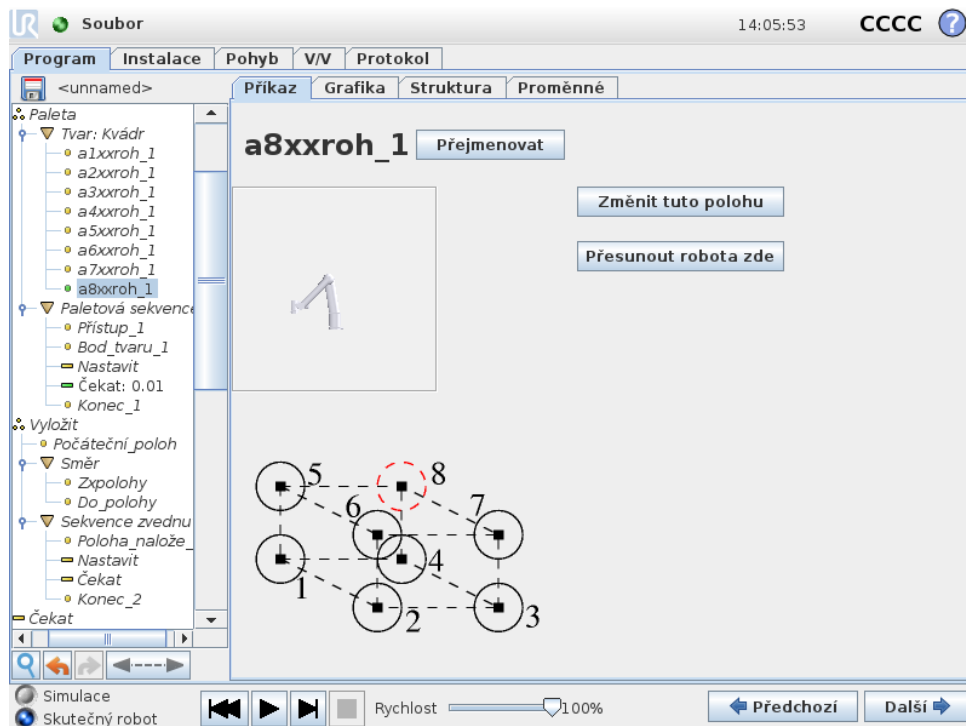 UR Soubor 14:05:53 CCCC ?
Program Instalace Pohyb V/V Protokol
<unnamed>
Příkaz Grafika Struktura Proměnné
Paleta
Tvar: Kvádr
a1xxroh_1
a2xxroh_1
a3xxroh_1
a4xxroh_1
a5xxroh_1
a6xxroh_1
a7xxroh_1
a8xxroh_1
Paletová sekvence
Přístup_1
Bod_tvaru_1
Nastavit
Čekat: 0.01
Konec_1
Vyložit
Počáteční_poloh
Směr
Zxpolohy
Do_polohy
Sekvence zvednu
Poloha_nalože_
Nastavit
Čekat
Konec_2
Čekat
a8xxroh_1 Přejmenovat
Změnit tuto polohu
Přesunout robota zde
5 8
6 7
1 4
2 3
Simulace
Skutečný robot
Rychlost 100%
Předchozí Další